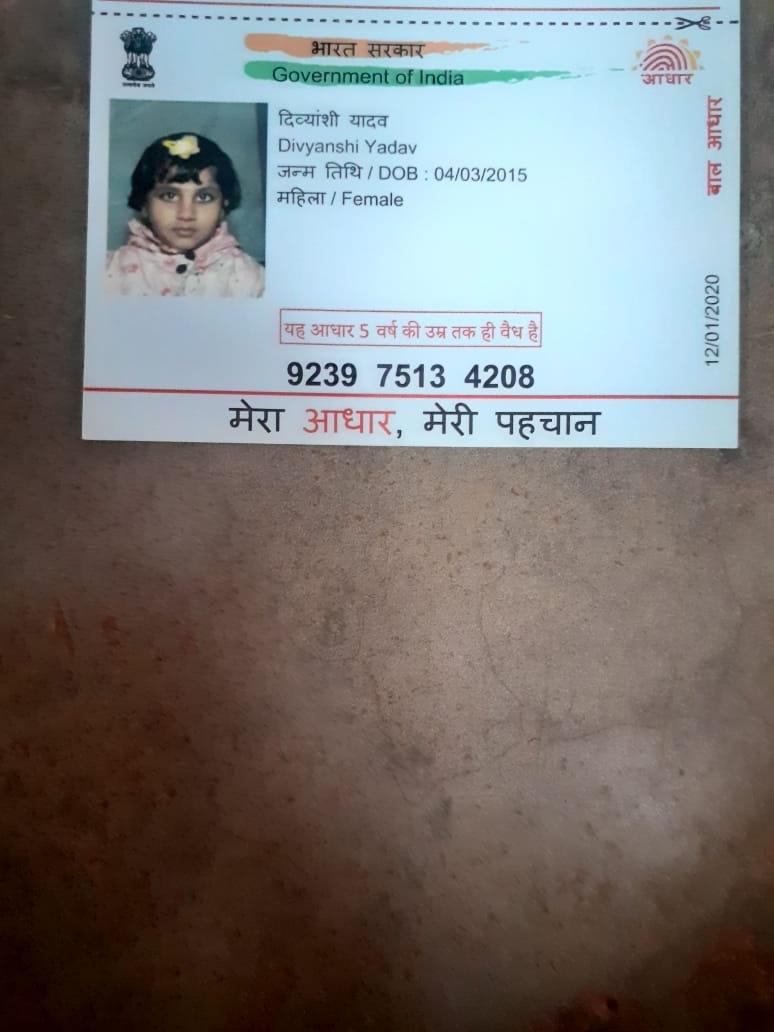 भारत सरकार
Government of India
आधार
दिव्यांशी यादव
Divyanshi Yadav
जन्म तिथि / DOB : 04/03/2015
महिला / Female
बाल आधार
12/01/2020
यह आधार 5 वर्ष की उम्र तक ही वैध है
9239 7513 4208
मेरा आधार, मेरी पहचान